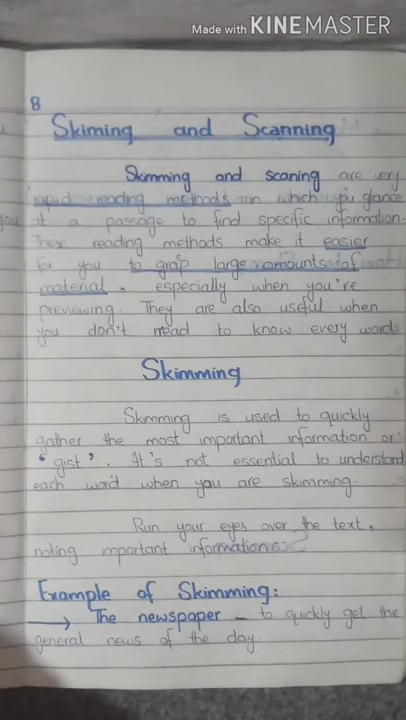 Made with KINEMASTER
8
Skiming and Scanning
Skimming and scaning are very
rapid reading methods in which you glance
you at a passage to find specific information.
These reading methods make it easier
for you to grap large amounts of
material, especially when you're
previewing. They are also useful when
you don't need to know every word.
Skimming
Skimming is used to quickly
gather the most important information or
'gist'. It's not essential to understand
each word when you are skimming.
Run your eyes over the text,
noting important information
Example of Skimming:
→ The newspaper - to quickly get the
general news of the day.